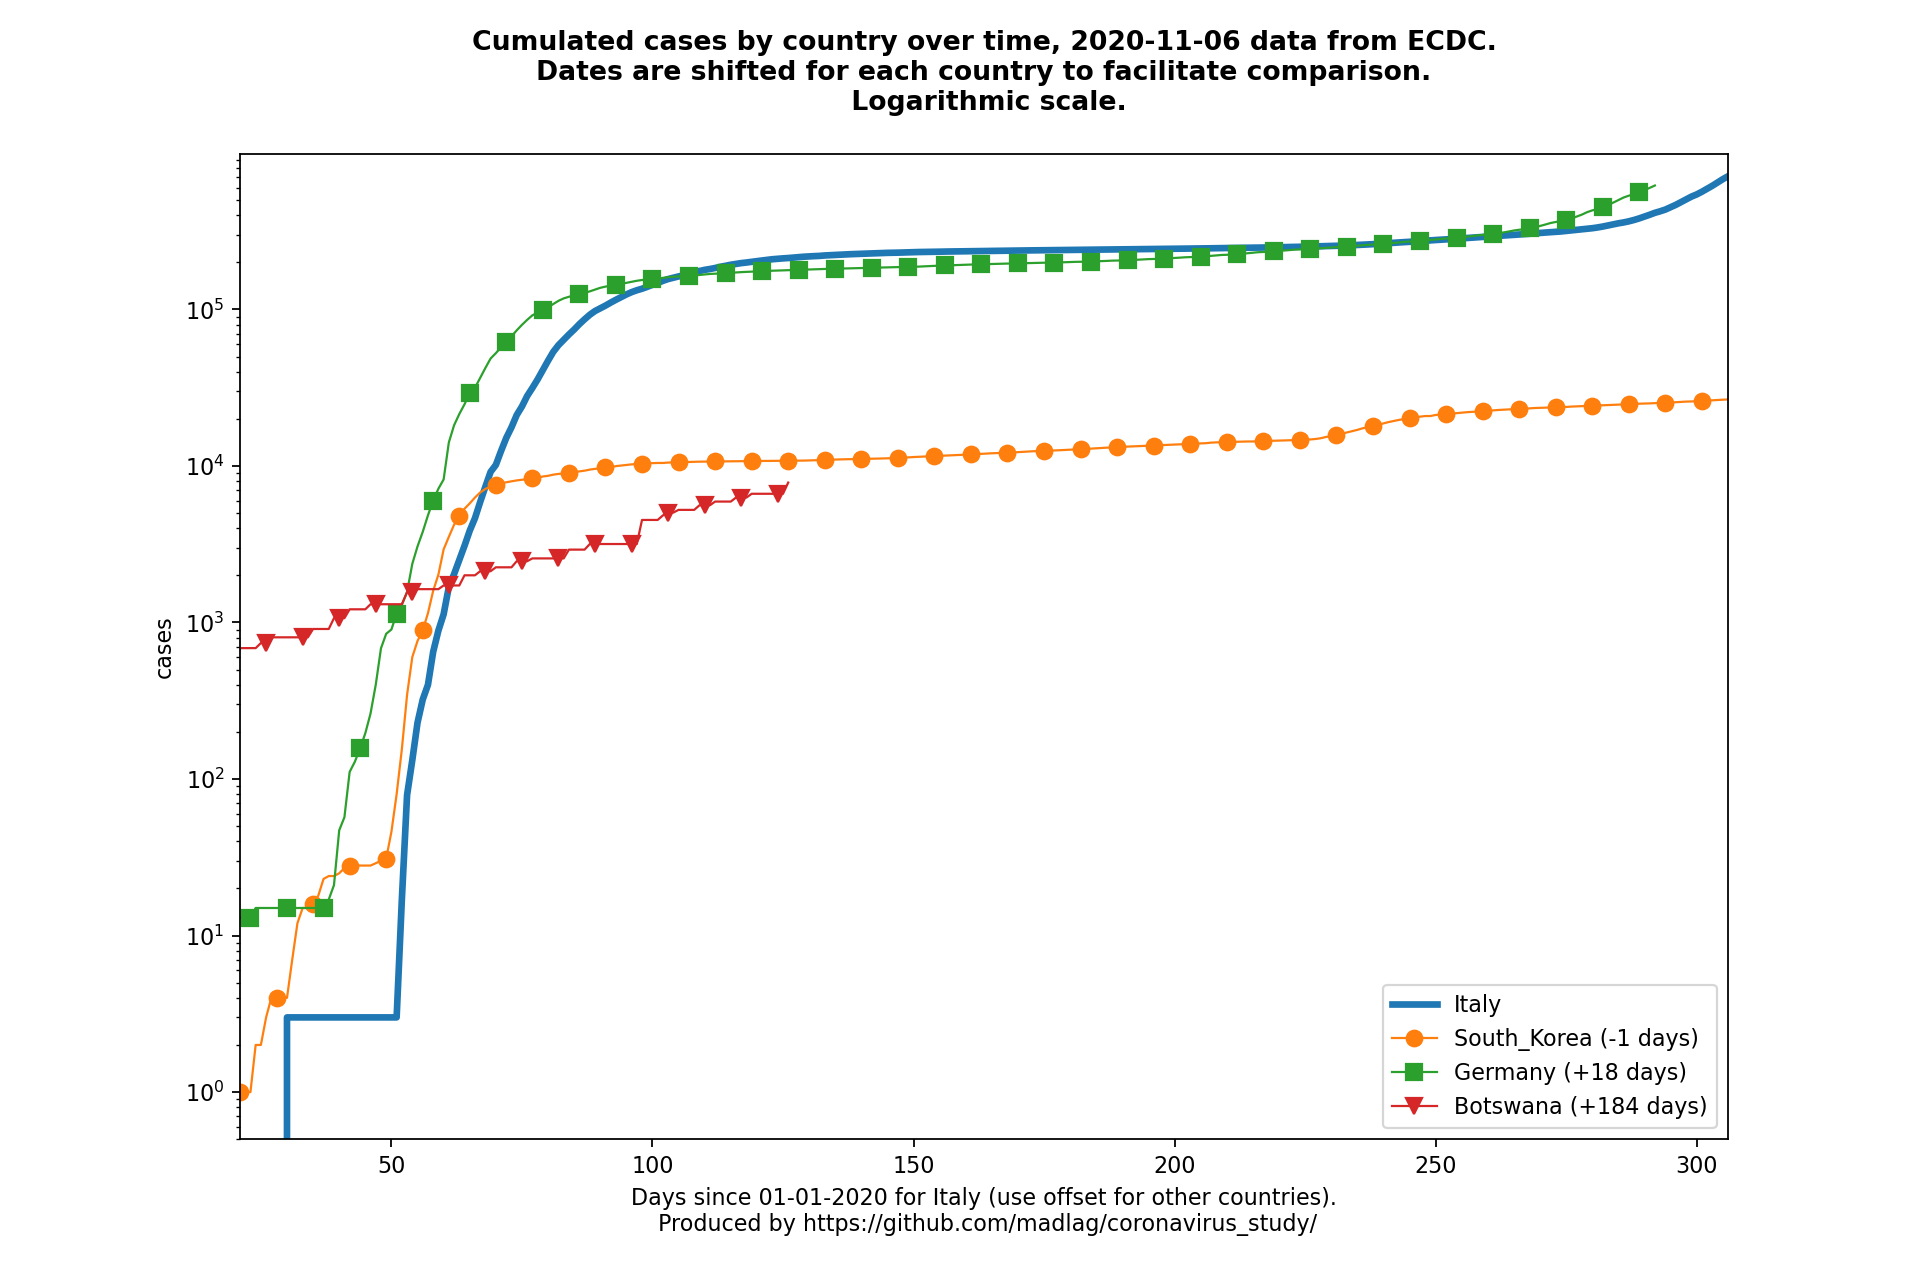 Cumulated cases by country over time, 2020-11-06 data from ECDC.
Dates are shifted for each country to facilitate comparison.
Logarithmic scale.
cases
10^5
10^4
10^3
10^2
10^1
10^0
50 100 150 200 250 300
Italy
South_Korea (-1 days)
Germany (+18 days)
Botswana (+184 days)
Days since 01-01-2020 for Italy (use offset for other countries).
Produced by https://github.com/madlag/coronavirus_study/